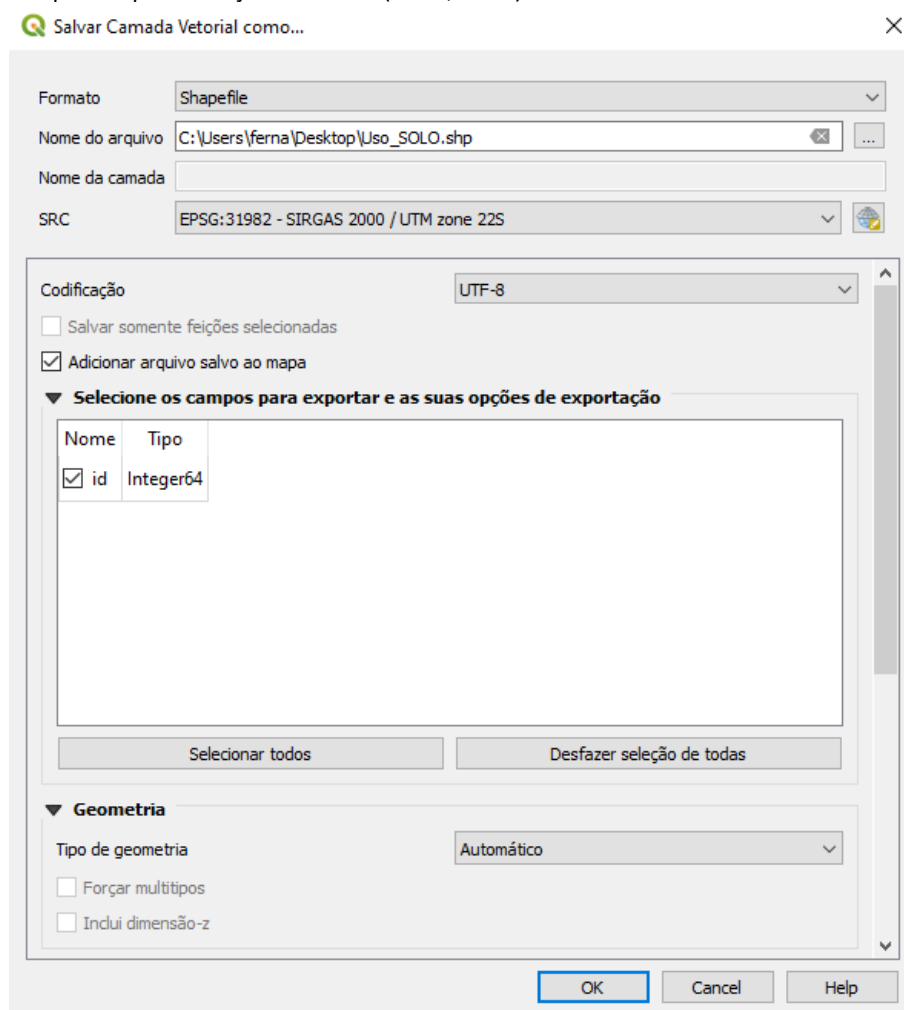 Salvar Camada Vetorial como...
Formato Shapefile
Nome do arquivo C:\Users\ferna\Desktop\Uso_SOLO.shp ...
Nome da camada
SRC EPSG:31982 - SIRGAS 2000 / UTM zone 22S
Codificação UTF-8
Salvar somente feições selecionadas
Adicionar arquivo salvo ao mapa
Selecione os campos para exportar e as suas opções de exportação
Nome Tipo
id Integer64
Selecionar todos Desfazer seleção de todas
Geometria
Tipo de geometria Automático
Forçar multitipos
Inclui dimensão-z
OK Cancel Help